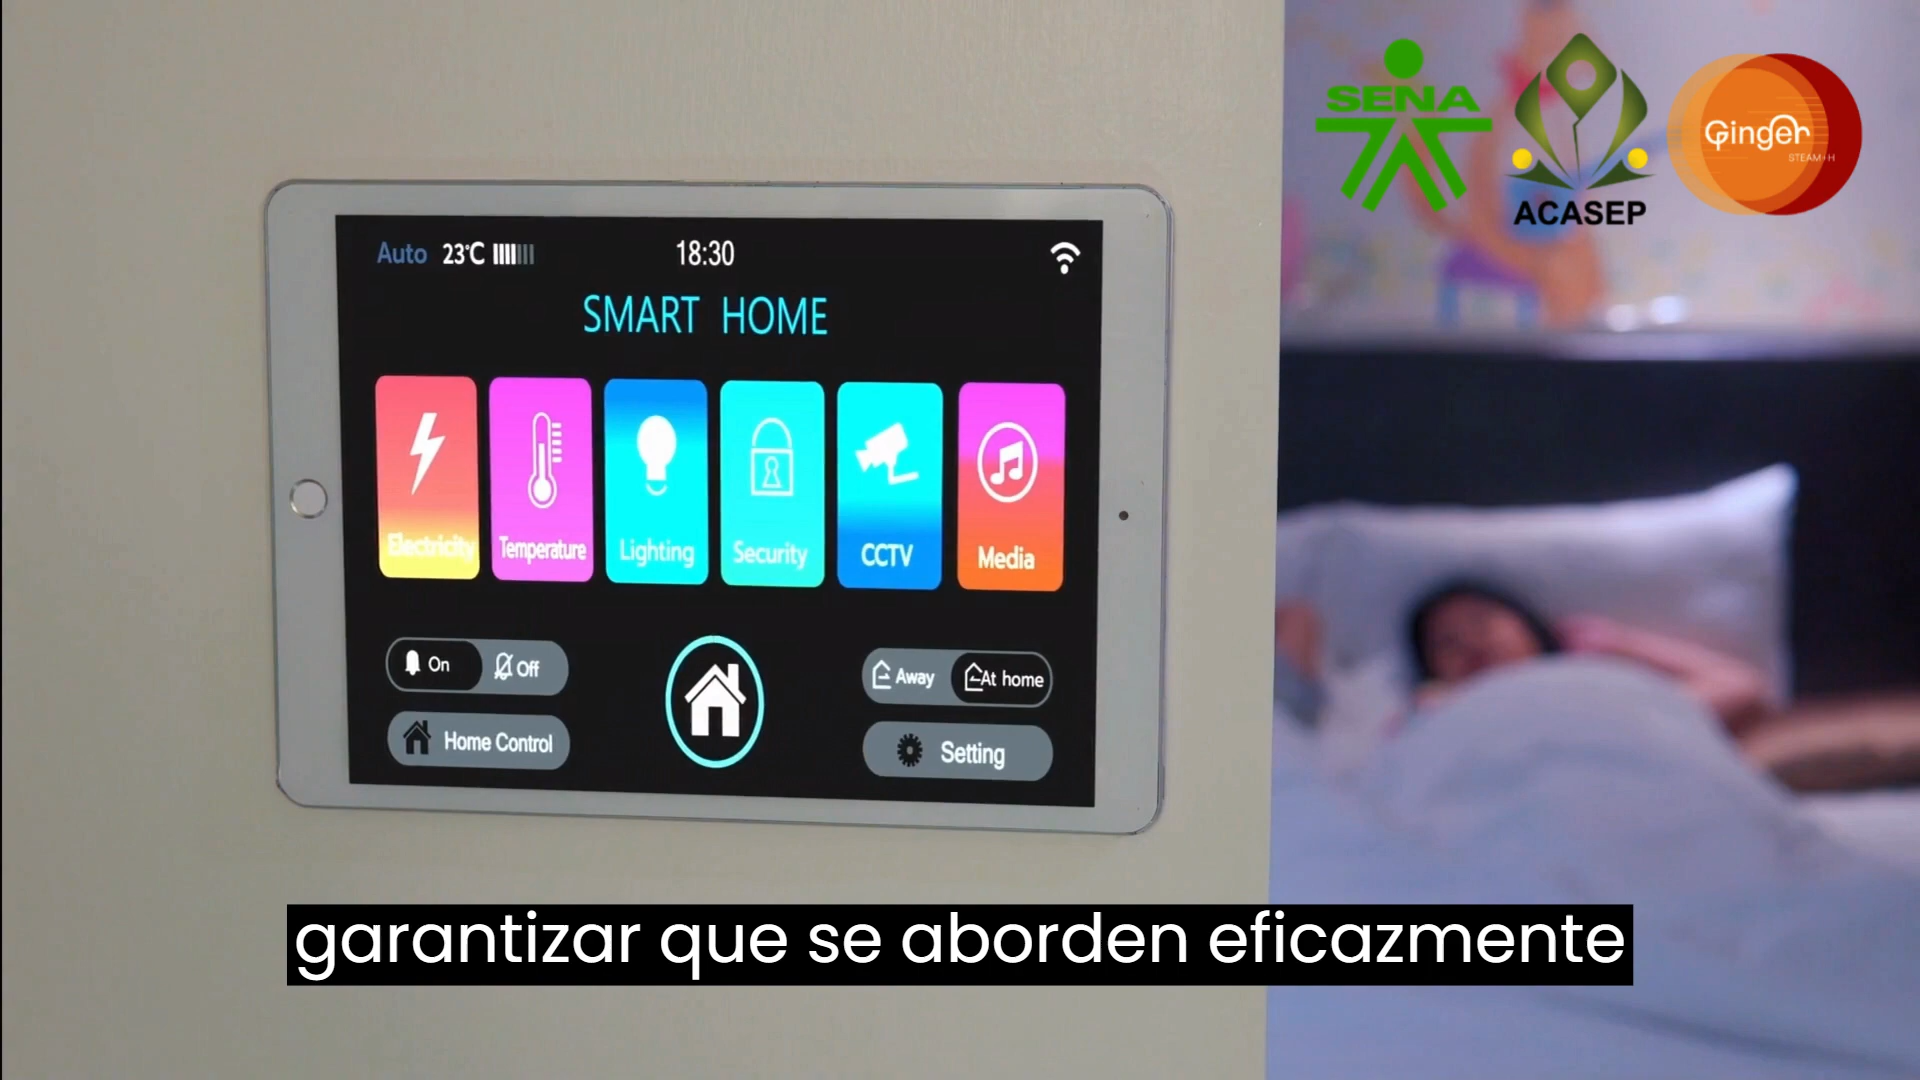 SENA
ACASEP
Ginger
STEAM+H
Auto 23°C 18:30
SMART HOME
Electricity Temperature Lighting Security CCTV Media
On Off
Away At home
Home Control
Setting
garantizar que se aborden eficazmente